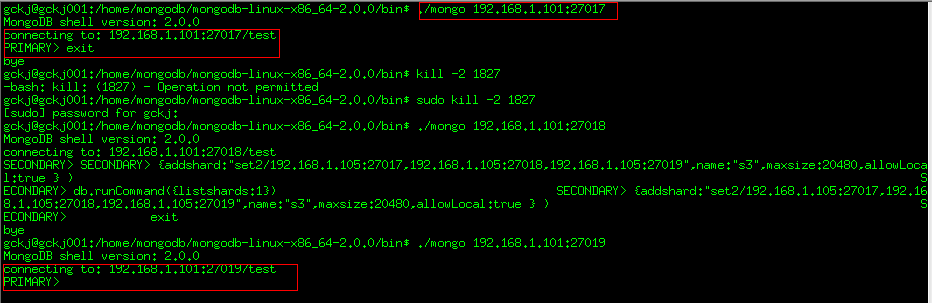 gckj@gckj001:/home/mongodb/mongodb-linux-x86_64-2.0.0/bin$ ./mongo 192.168.1.101:27017
MongoDB shell version: 2.0.0
connecting to: 192.168.1.101:27017/test
PRIMARY> exit
bye
gckj@gckj001:/home/mongodb/mongodb-linux-x86_64-2.0.0/bin$ kill -2 1827
-bash: kill: (1827) - Operation not permitted
gckj@gckj001:/home/mongodb/mongodb-linux-x86_64-2.0.0/bin$ sudo kill -2 1827
[sudo] password for gckj:
gckj@gckj001:/home/mongodb/mongodb-linux-x86_64-2.0.0/bin$ ./mongo 192.168.1.101:27018
MongoDB shell version: 2.0.0
connecting to: 192.168.1.101:27018/test
SECONDARY> SECONDARY> {addshard:"set2/192.168.1.105:27017,192.168.1.105:27018,192.168.1.105:27019",name:"s3",maxsize:20480,allowLoca
l:true } ) S
ECONDARY> db.runCommand({listshards:1}) SECONDARY> {addshard:"set2/192.168.1.105:27017,192.16
8.1.105:27018,192.168.1.105:27019",name:"s3",maxsize:20480,allowLocal:true } ) S
ECONDARY> exit
bye
gckj@gckj001:/home/mongodb/mongodb-linux-x86_64-2.0.0/bin$ ./mongo 192.168.1.101:27019
MongoDB shell version: 2.0.0
connecting to: 192.168.1.101:27019/test
PRIMARY>